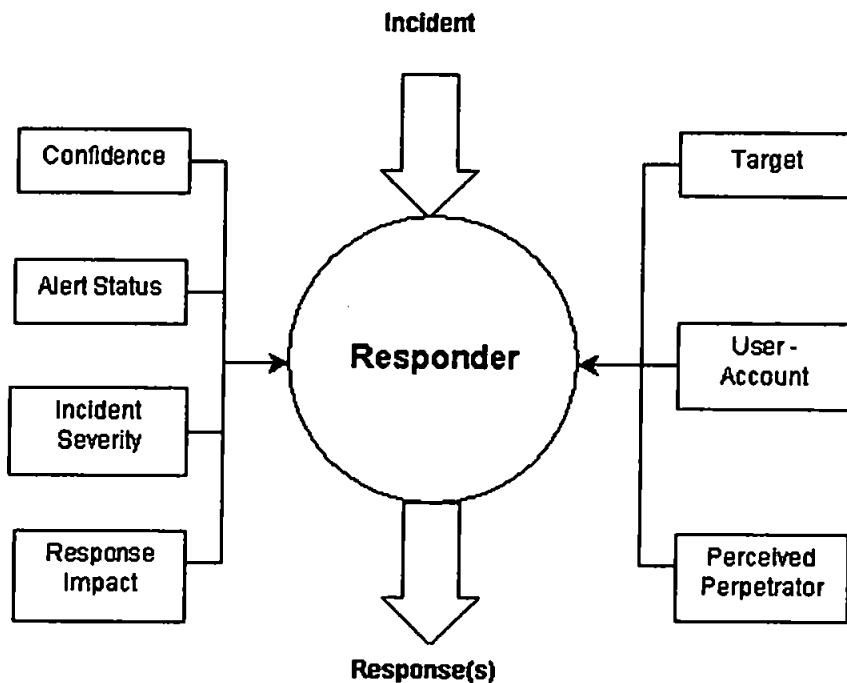 Incident
Confidence
Alert Status
Incident
Severity
Response
Impact
Responder
Target
User -
Account
Perceived
Perpetrator
Response(s)